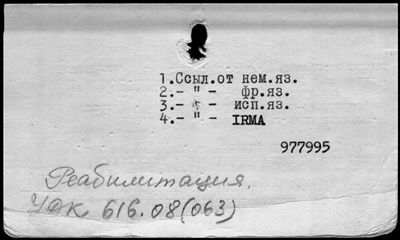 1.Ссыл.от нем.яз.
2.- " - фр.яз.
3.- " - исп.яз.
4.- " - IRMA
977995
Реабилитация.
УДК 616.08(063)